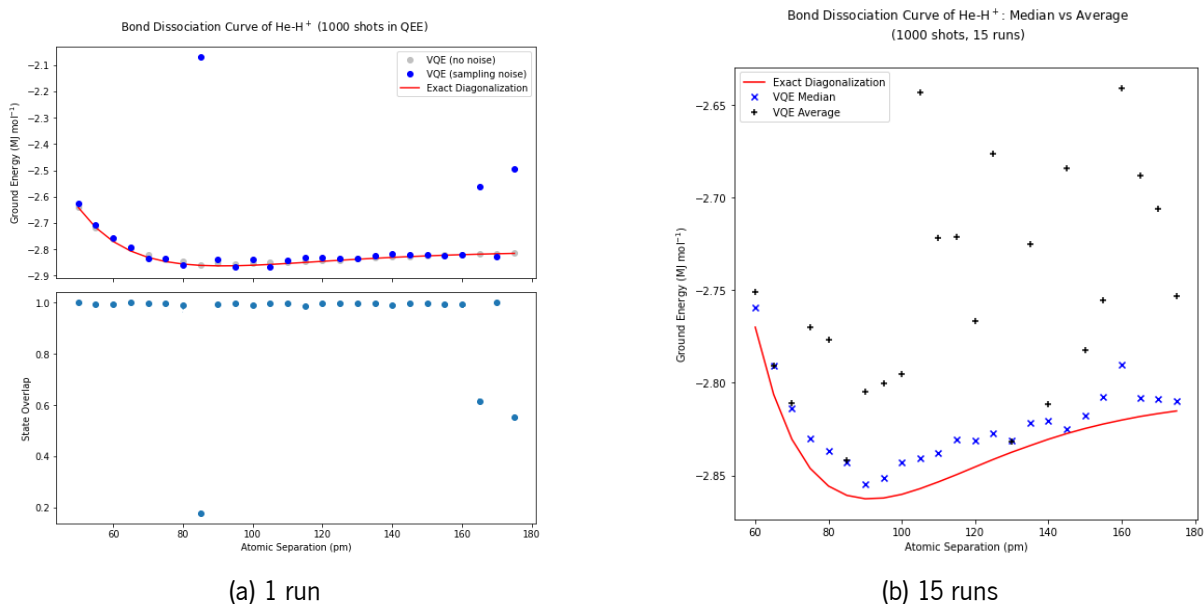 Bond Dissociation Curve of He-H⁺ (1000 shots in QEE)
VQE (no noise)
VQE (sampling noise)
Exact Diagonalization
Ground Energy (MJ mol⁻¹)
−2.1
−2.2
−2.3
−2.4
−2.5
−2.6
−2.7
−2.8
−2.9
State Overlap
1.0
0.8
0.6
0.4
0.2
60 80 100 120 140 160 180
Atomic Separation (pm)
(a) 1 run
Bond Dissociation Curve of He-H⁺: Median vs Average
(1000 shots, 15 runs)
Exact Diagonalization
VQE Median
VQE Average
Ground Energy (MJ mol⁻¹)
−2.65
−2.70
−2.75
−2.80
−2.85
60 80 100 120 140 160 180
Atomic Separation (pm)
(b) 15 runs